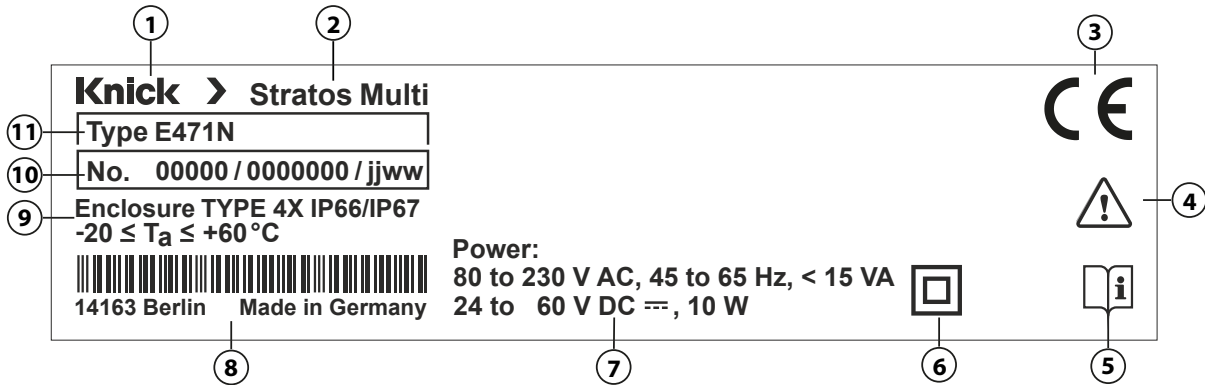 1
2
3
Knick > Stratos Multi
CE
11
Type E471N
10
No. 00000 / 0000000 / jjww
4
9
Enclosure TYPE 4X IP66/IP67
-20 ≤ Ta ≤ +60 °C
Power:
80 to 230 V AC, 45 to 65 Hz, < 15 VA
24 to 60 V DC ⎓, 10 W
!
i
14163 Berlin Made in Germany
8
7
6
5